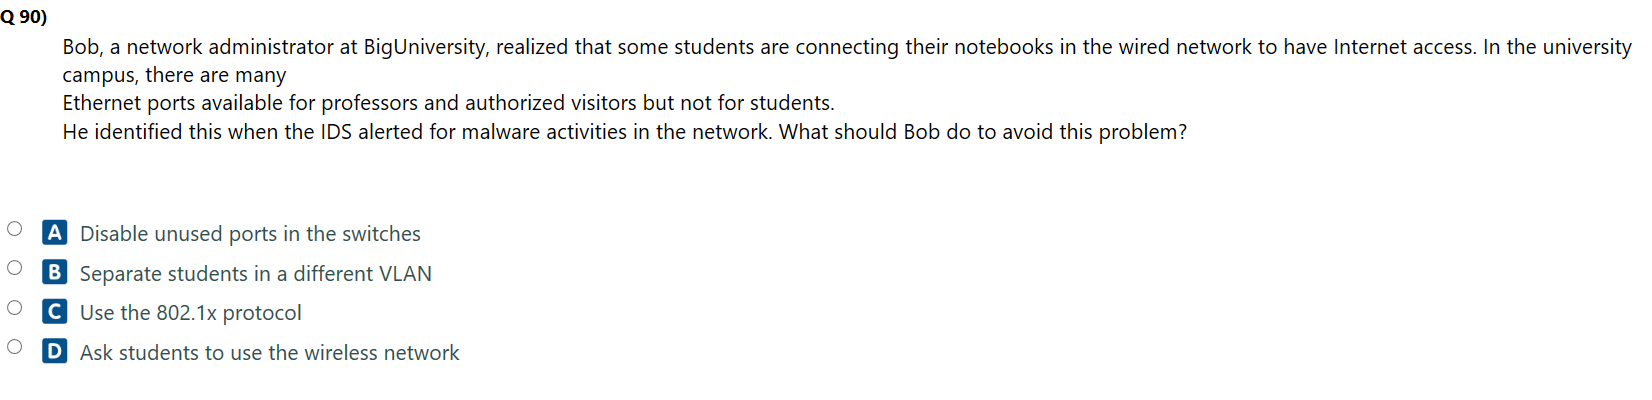 Q 90)
Bob, a network administrator at BigUniversity, realized that some students are connecting their notebooks in the wired network to have Internet access. In the university
campus, there are many
Ethernet ports available for professors and authorized visitors but not for students.
He identified this when the IDS alerted for malware activities in the network. What should Bob do to avoid this problem?
A Disable unused ports in the switches
B Separate students in a different VLAN
C Use the 802.1x protocol
D Ask students to use the wireless network